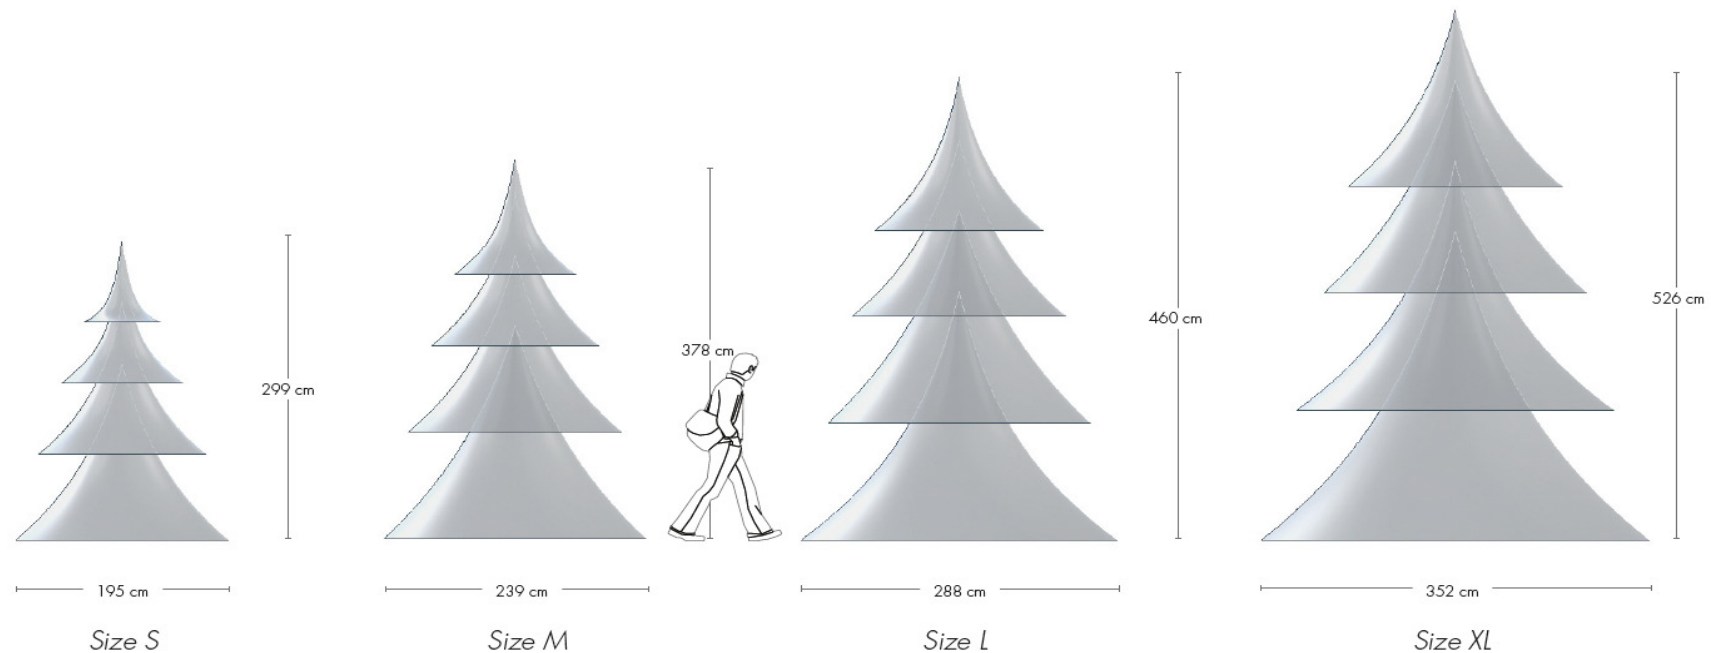 299 cm
195 cm
Size S
378 cm
239 cm
Size M
460 cm
288 cm
Size L
526 cm
352 cm
Size XL